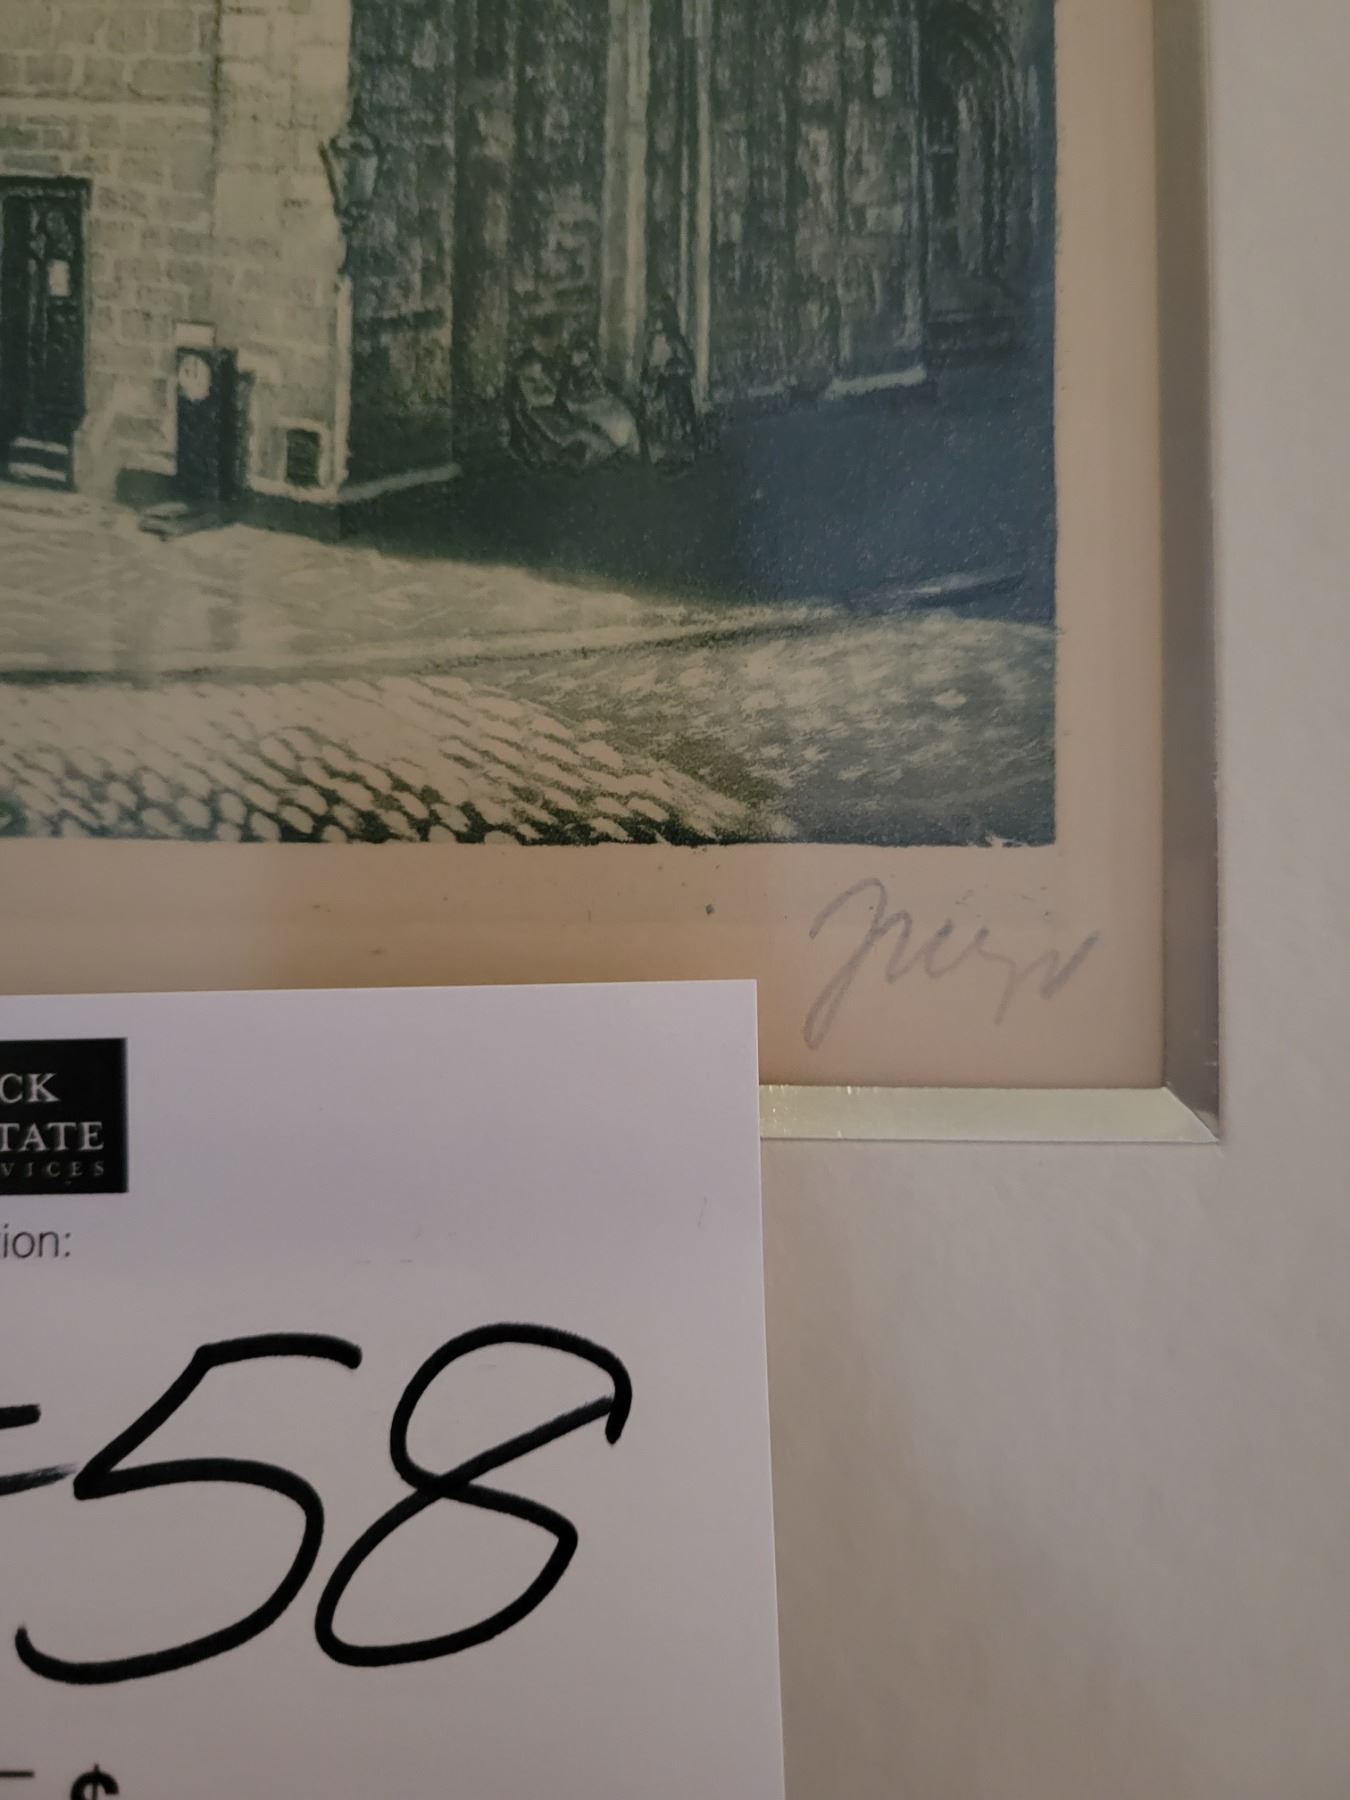 CK
TATE
VICES
ion:
58
$